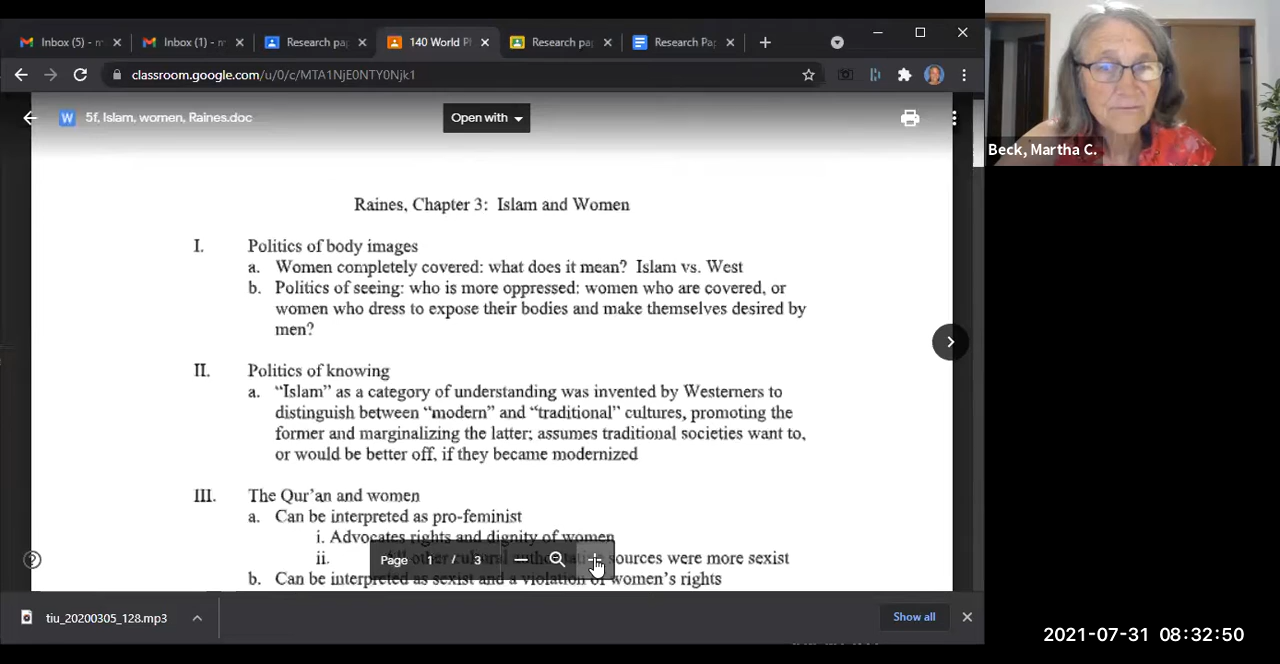 Inbox (5) - m
Inbox (1) - m
Research pa
140 World Ph
Research pa
Research Pa
classroom.google.com/u/0/c/MTA1NjE0NTY0Njk1
W
5f, Islam, women, Raines.doc
Open with
Beck, Martha C.
Raines, Chapter 3: Islam and Women
I. Politics of body images
a. Women completely covered: what does it mean? Islam vs. West
b. Politics of seeing: who is more oppressed: women who are covered, or
women who dress to expose their bodies and make themselves desired by
men?
II. Politics of knowing
a. “Islam” as a category of understanding was invented by Westerners to
distinguish between “modern” and “traditional” cultures, promoting the
former and marginalizing the latter; assumes traditional societies want to,
or would be better off, if they became modernized
III. The Qur’an and women
a. Can be interpreted as pro-feminist
i. Advocates rights and dignity of women
ii. All other cultural sources were more sexist
Page 1 / 3
b. Can be interpreted as sexist and a violation of women’s rights
tiu_20200305_128.mp3
Show all
2021-07-31 08:32:50